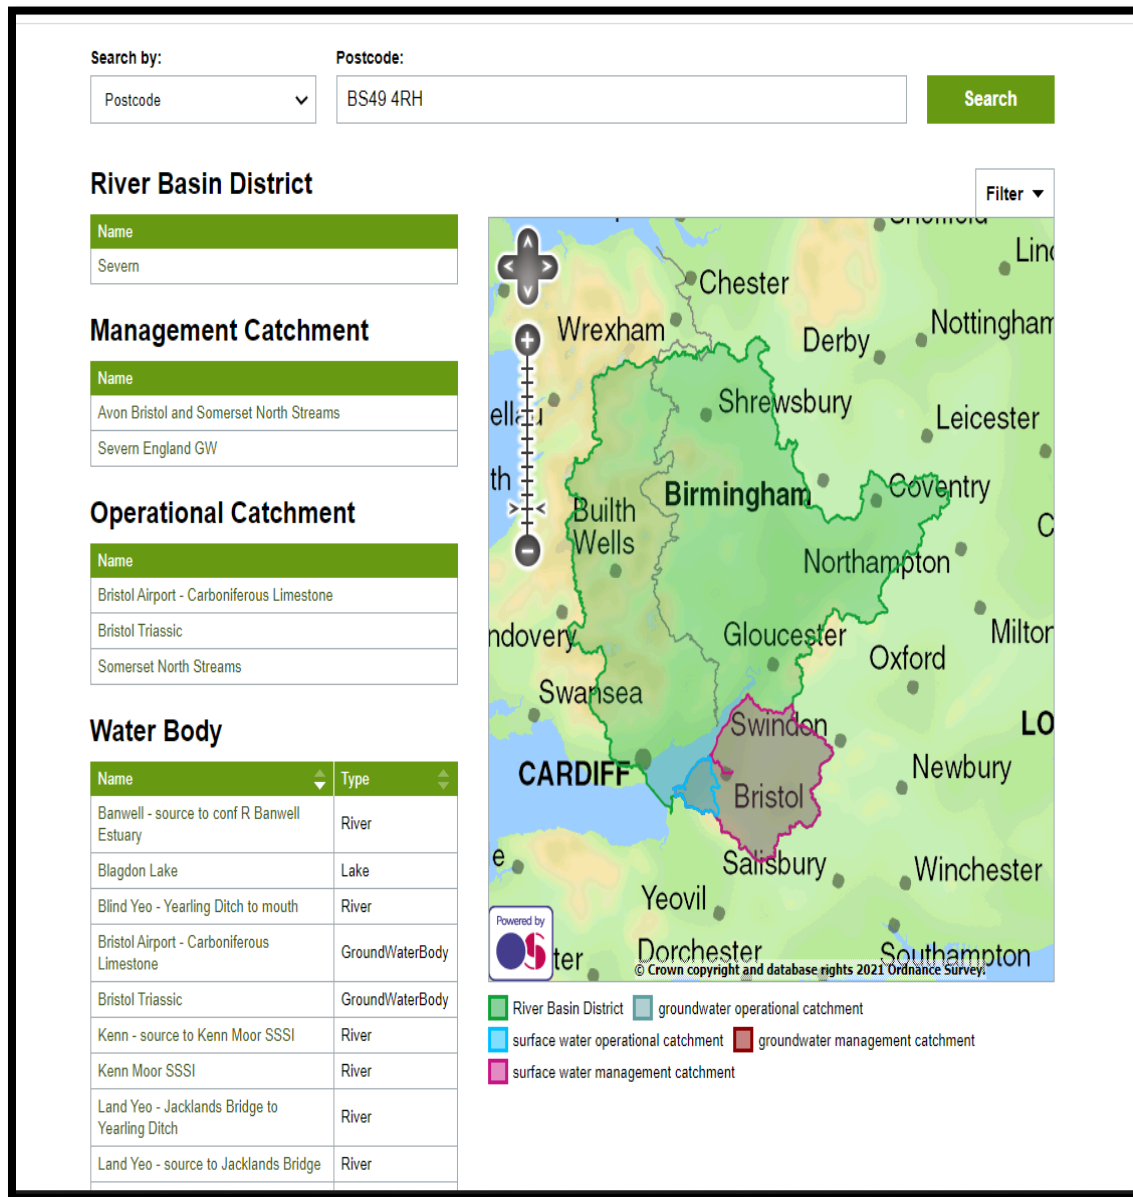 Search by:
Postcode:
Postcode
BS49 4RH
Search
River Basin District
Name
Severn
Management Catchment
Name
Avon Bristol and Somerset North Streams
Severn England GW
Operational Catchment
Name
Bristol Airport - Carboniferous Limestone
Bristol Triassic
Somerset North Streams
Water Body
Name
Type
Banwell - source to conf R Banwell
Estuary
River
Blagdon Lake
Lake
Blind Yeo - Yearling Ditch to mouth
River
Bristol Airport - Carboniferous
Limestone
GroundWaterBody
Bristol Triassic
GroundWaterBody
Kenn - source to Kenn Moor SSSI
River
Kenn Moor SSSI
River
Land Yeo - Jacklands Bridge to
Yearling Ditch
River
Land Yeo - source to Jacklands Bridge
River
Filter
Chester
Wrexham
Derby
Nottingham
Shrewsbury
Leicester
th
Birmingham
Coventry
Builth
Wells
Northampton
ndovery
Gloucester
Oxford
Milton
Swansea
Swindon
LO
CARDIFF
Newbury
Bristol
Salisbury
Winchester
Yeovil
Powered by
OS
ter
Dorchester
Southampton
© Crown copyright and database rights 2021 Ordnance Survey.
River Basin District
groundwater operational catchment
surface water operational catchment
groundwater management catchment
surface water management catchment